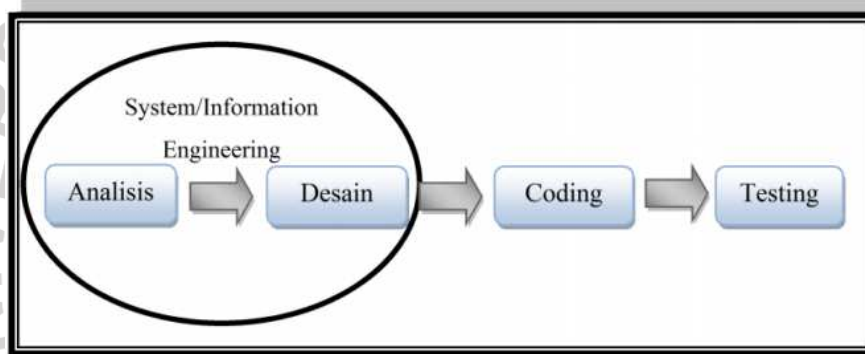 System/Information
Engineering
Analisis
Desain
Coding
Testing